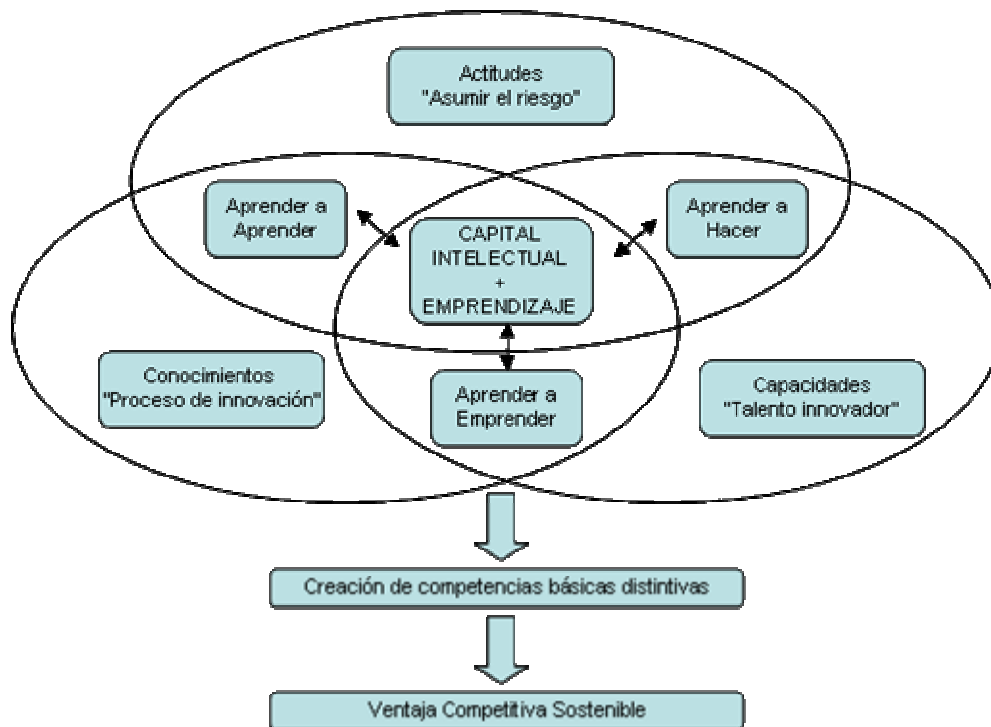 Actitudes
"Asumir el riesgo"
Aprender a
Aprender
CAPITAL
INTELECTUAL
+
EMPRENDIZAJE
Aprender a
Hacer
Conocimientos
"Proceso de innovación"
Aprender a
Emprender
Capacidades
"Talento innovador"
Creación de competencias básicas distintivas
Ventaja Competitiva Sostenible